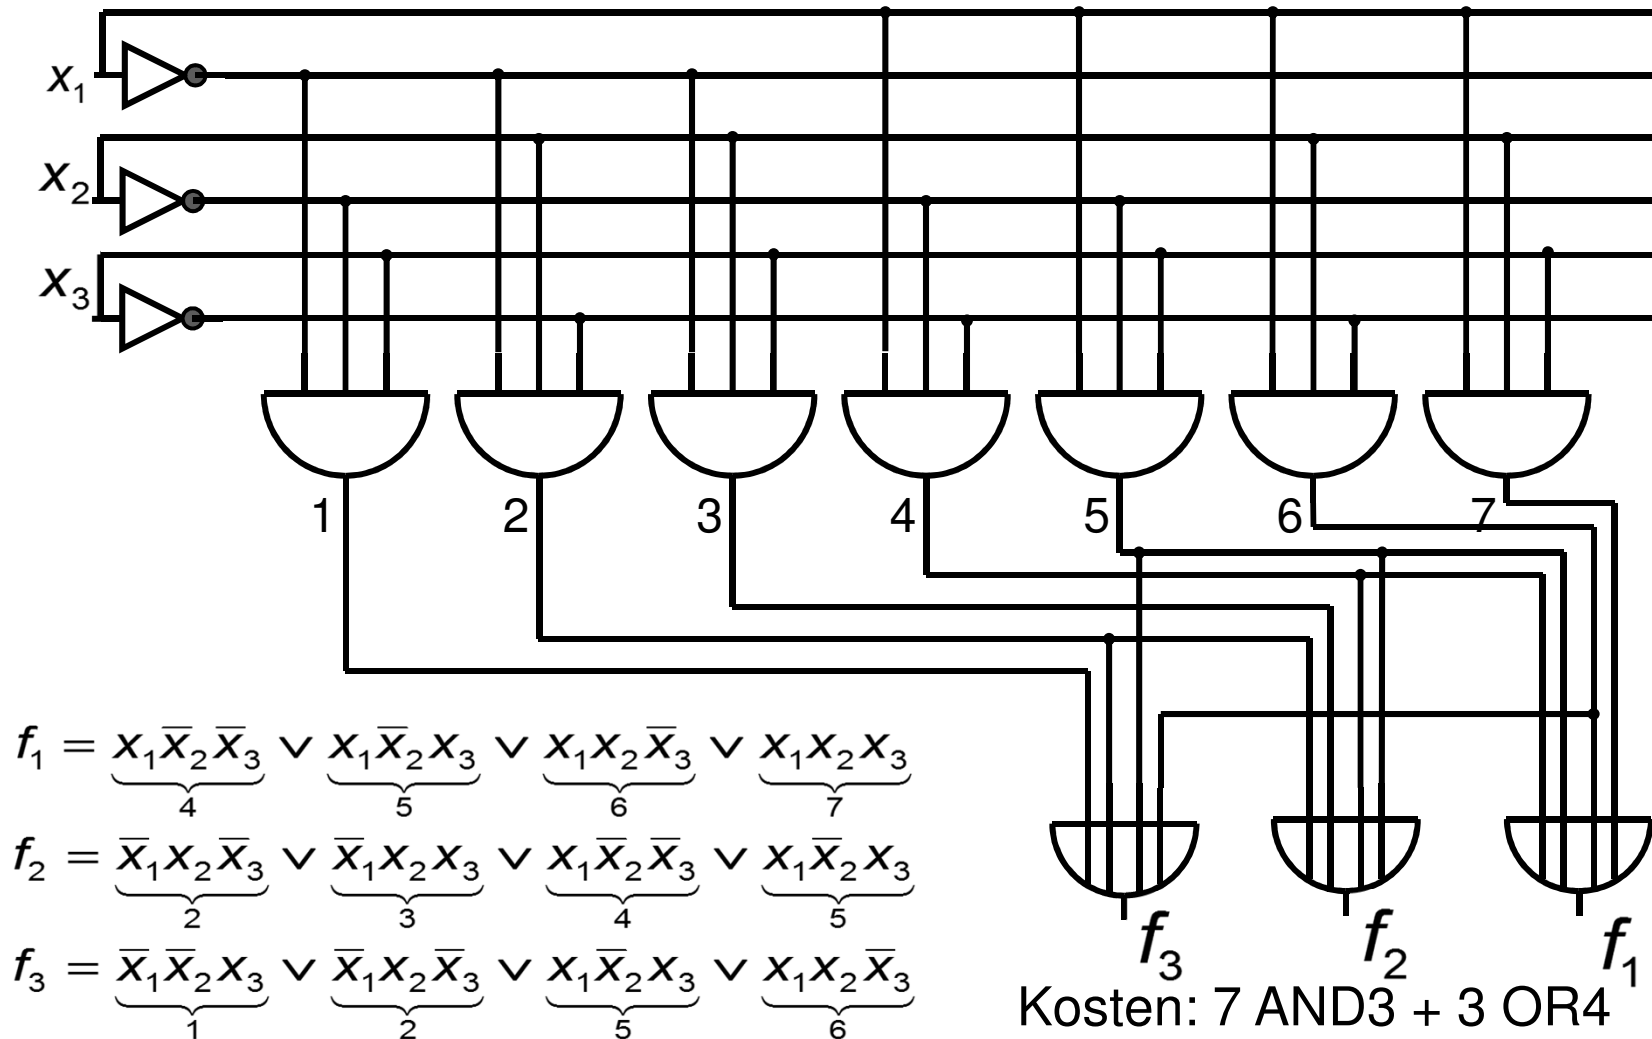 x₁
x₂
x₃
1 2 3 4 5 6 7
f₁ = x₁x̅₂x̅₃ ∨ x₁x̅₂x₃ ∨ x₁x₂x̅₃ ∨ x₁x₂x₃
4 5 6 7
f₂ = x̅₁x₂x̅₃ ∨ x̅₁x₂x₃ ∨ x₁x̅₂x̅₃ ∨ x₁x̅₂x₃
2 3 4 5
f₃ = x̅₁x̅₂x₃ ∨ x̅₁x₂x̅₃ ∨ x₁x̅₂x₃ ∨ x₁x₂x̅₃
1 2 5 6
f₃ f₂ f₁
Kosten: 7 AND3 + 3 OR4